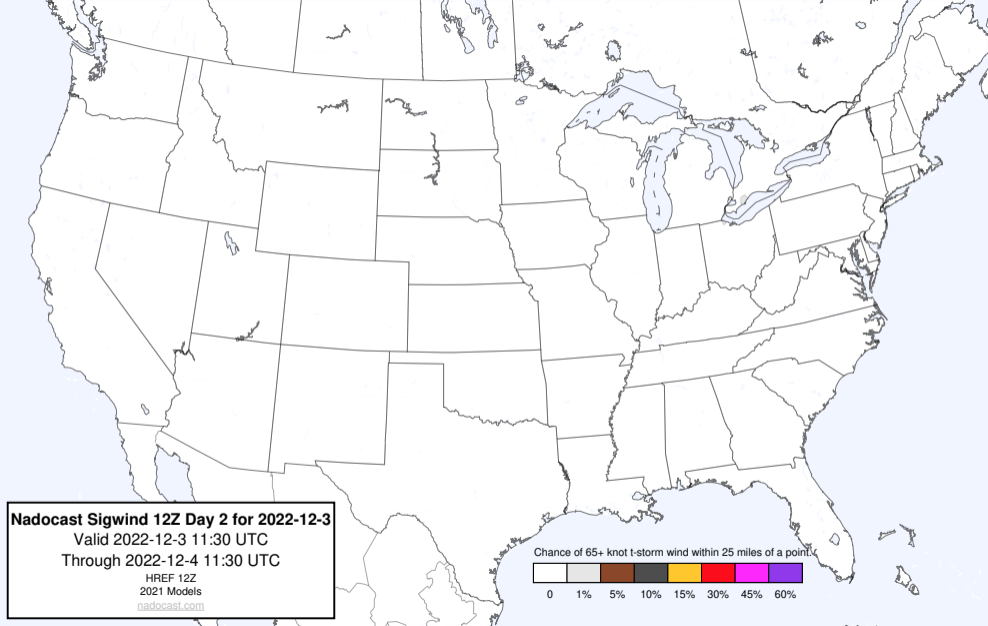 Nadocast Sigwind 12Z Day 2 for 2022-12-3
Valid 2022-12-3 11:30 UTC
Through 2022-12-4 11:30 UTC
HREF 12Z
2021 Models
nadocast.com
Chance of 65+ knot t-storm wind within 25 miles of a point.
0 1% 5% 10% 15% 30% 45% 60%